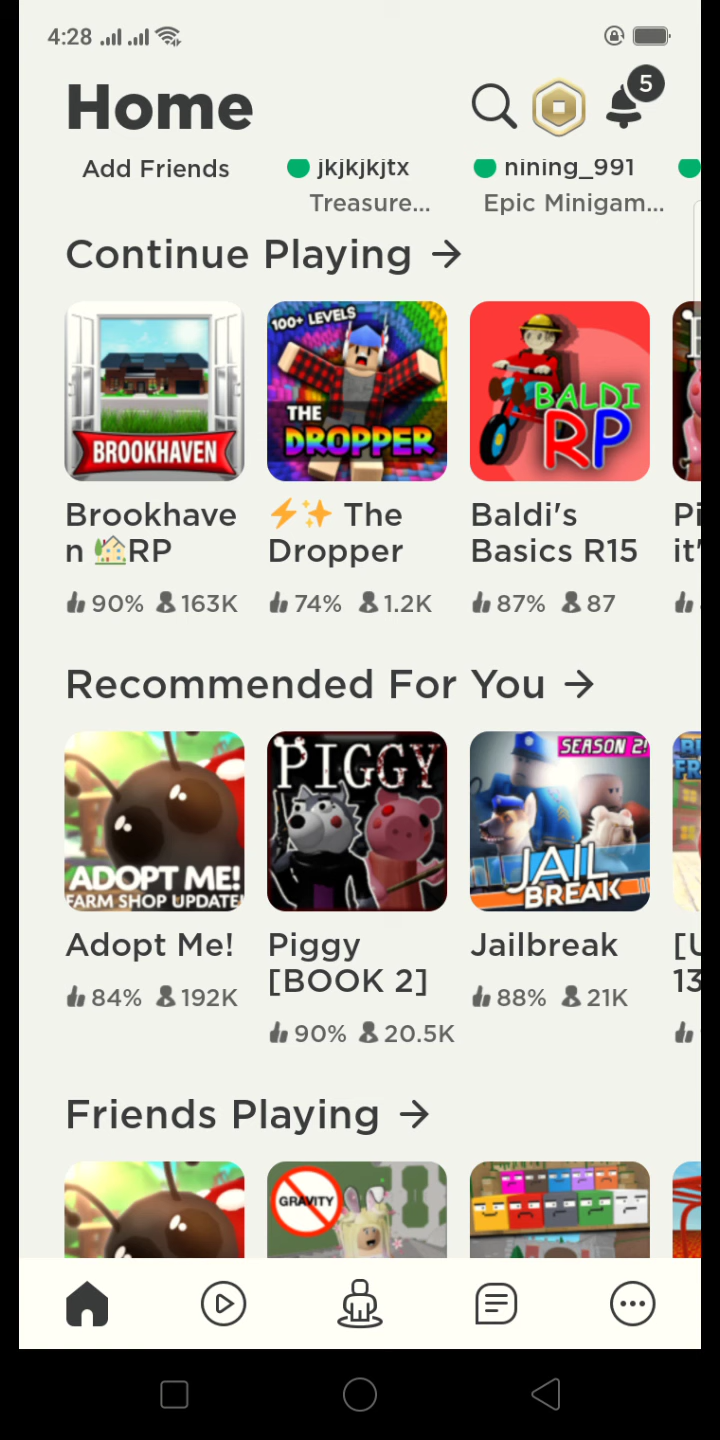 4:28
Home
5
Add Friends
jkjkjkjtx
nining_991
Treasure...
Epic Minigam...
Continue Playing →
BROOKHAVEN
100+ LEVELS
THE
DROPPER
BALDI
RP
Brookhave
n 🏡RP
⚡✨ The
Dropper
Baldi's
Basics R15
Pi
it'
90% 163K
74% 1.2K
87% 87
Recommended For You →
ADOPT ME!
FARM SHOP UPDATE!
PIGGY
SEASON 2!
JAIL
BREAK
Adopt Me!
Piggy
[BOOK 2]
Jailbreak
[U
13
84% 192K
90% 20.5K
88% 21K
Friends Playing →
GRAVITY